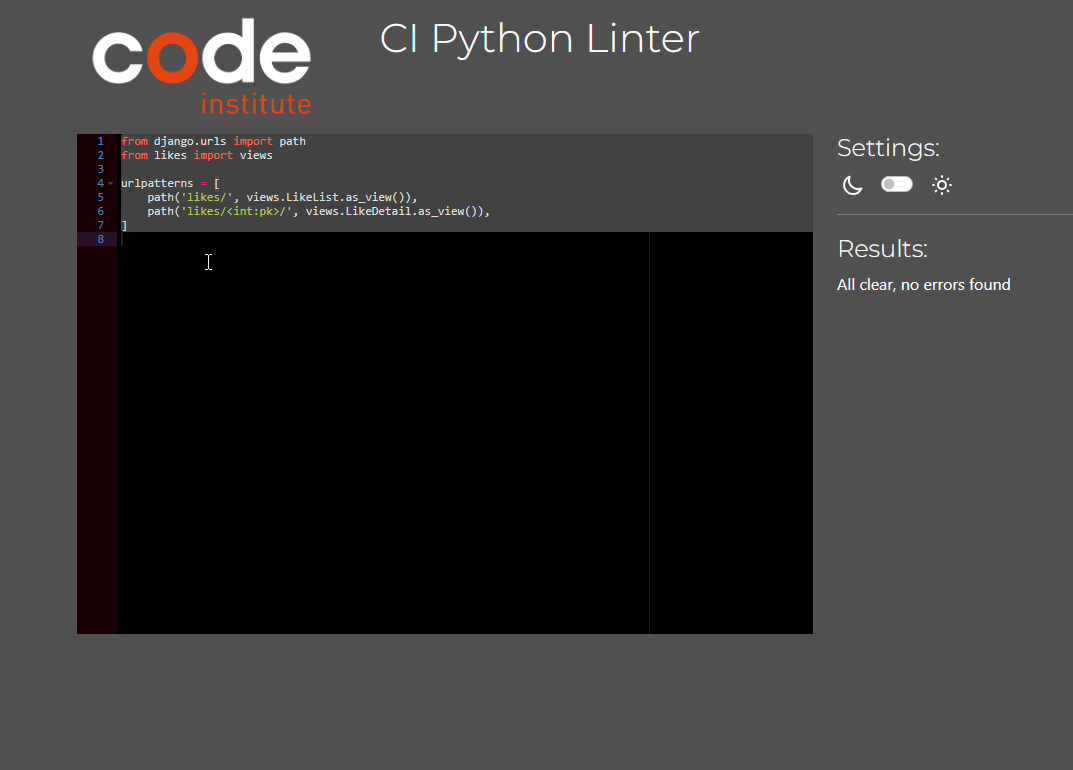 code
institute
CI Python Linter
1 from django.urls import path
2 from likes import views
3
4 urlpatterns = [
5     path('likes/', views.LikeList.as_view()),
6     path('likes/<int:pk>/', views.LikeDetail.as_view()),
7 ]
8
Settings:
Results:
All clear, no errors found